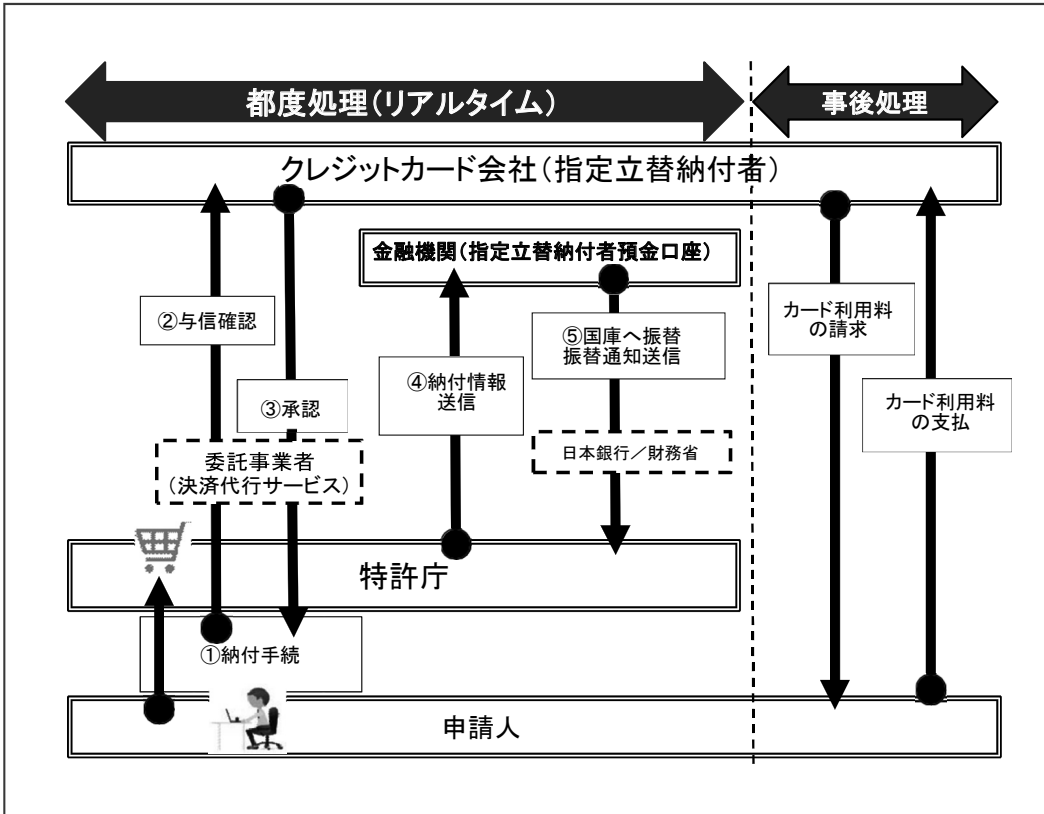 都度処理（リアルタイム）
事後処理
クレジットカード会社（指定立替納付者）
金融機関（指定立替納付者預金口座）
②与信確認
③承認
委託事業者
（決済代行サービス）
④納付情報
送信
⑤国庫へ振替
振替通知送信
日本銀行／財務省
カード利用料
の請求
カード利用料
の支払
特許庁
①納付手続
申請人